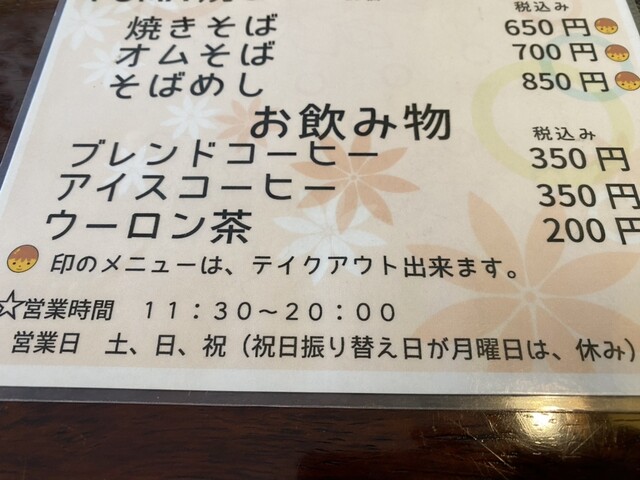 税込み
焼きそば 650円
オムそば 700円
そばめし 850円
お飲み物 税込み
ブレンドコーヒー 350円
アイスコーヒー 350円
ウーロン茶 200円
印のメニューは、テイクアウト出来ます。
☆営業時間 11:30~20:00
営業日 土、日、祝(祝日振り替え日が月曜日は、休み)